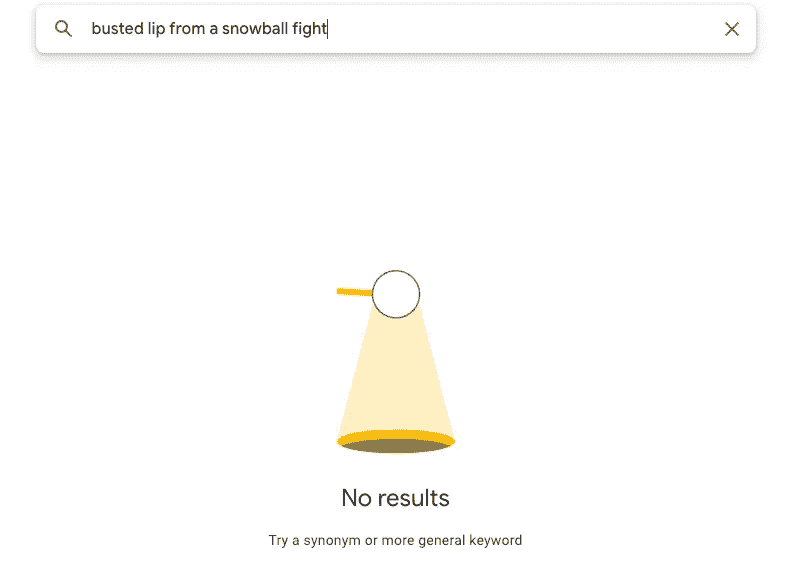 busted lip from a snowball fight
No results
Try a synonym or more general keyword